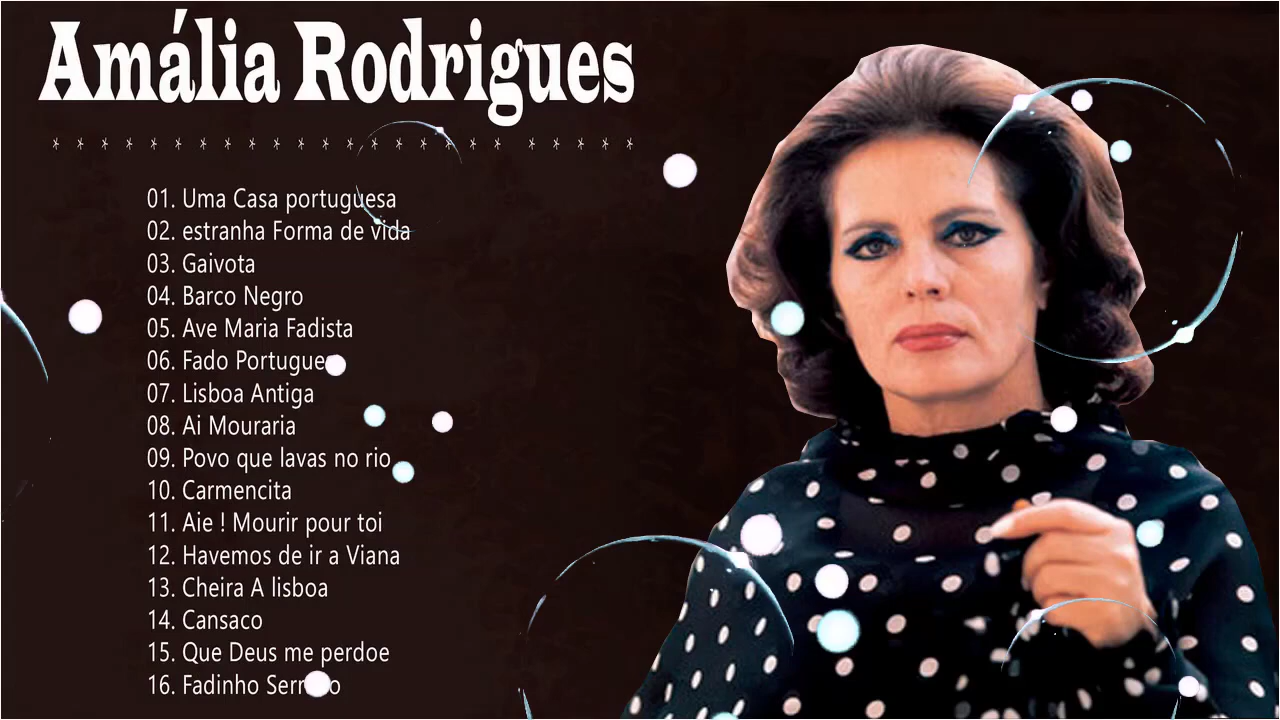 Amália Rodrigues
01. Uma Casa portuguesa
02. estranha Forma de vida
03. Gaivota
04. Barco Negro
05. Ave Maria Fadista
06. Fado
07. Lisboa Antiga
08. Ai Mouraria
09. Povo que lavas no rio
10. Carmencita
11. Aie ! Mourir pour toi
12. Havemos de ir a Viana
13. Cheira A lisboa
14. Cansaco
15. Que Deus me perdoe
16. Fadinho